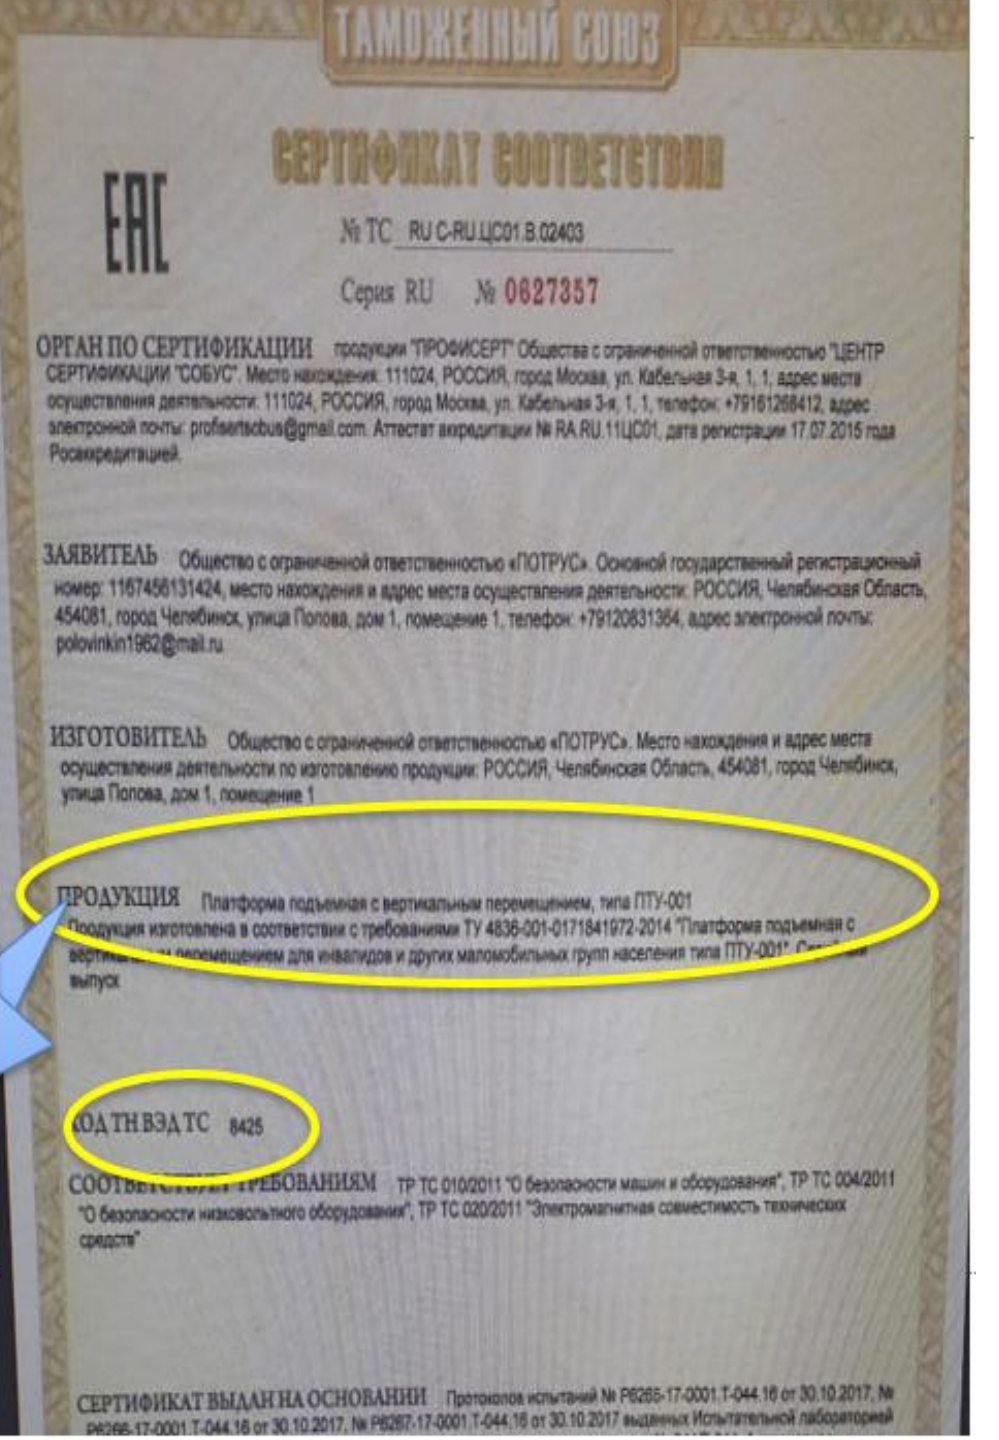 ТАМОЖЕННЫЙ СОЮЗ
СЕРТИФИКАТ СООТВЕТСТВИЯ
ЕАС
№ ТС RU C-RU.ЦС01.В.02403
Серия RU № 0627357
ОРГАН ПО СЕРТИФИКАЦИИ продукции "ПРОФИСЕРТ" Общества с ограниченной ответственностью "ЦЕНТР
СЕРТИФИКАЦИИ "СОБУС". Место нахождения: 111024, РОССИЯ, город Москва, ул. Кабельная 3-я, 1, 1, адрес места
осуществления деятельности: 111024, РОССИЯ, город Москва, ул. Кабельная 3-я, 1, 1, телефон: +79161268412, адрес
электронной почты: profisertsobus@gmail.com. Аттестат аккредитации № RA.RU.11ЦС01, дата регистрации 17.07.2015 года
Росаккредитацией.
ЗАЯВИТЕЛЬ Общество с ограниченной ответственностью «ПОТРУС». Основной государственный регистрационный
номер: 1167456131424, место нахождения и адрес места осуществления деятельности: РОССИЯ, Челябинская Область,
454081, город Челябинск, улица Попова, дом 1, помещение 1, телефон: +79120831364, адрес электронной почты:
polovinkin1962@mail.ru
ИЗГОТОВИТЕЛЬ Общество с ограниченной ответственностью «ПОТРУС». Место нахождения и адрес места
осуществления деятельности по изготовлению продукции: РОССИЯ, Челябинская Область, 454081, город Челябинск,
улица Попова, дом 1, помещение 1
ПРОДУКЦИЯ Платформа подъемная с вертикальным перемещением, типа ПТУ-001
Продукция изготовлена в соответствии с требованиями ТУ 4836-001-0171841972-2014 "Платформа подъемная с
вертикальным перемещением для инвалидов и других маломобильных групп населения типа ПТУ-001". Серийный
выпуск
КОД ТН ВЭД ТС 8425
СООТВЕТСТВУЕТ ТРЕБОВАНИЯМ ТР ТС 010/2011 "О безопасности машин и оборудования", ТР ТС 004/2011
"О безопасности низковольтного оборудования", ТР ТС 020/2011 "Электромагнитная совместимость технических
средств"
СЕРТИФИКАТ ВЫДАН НА ОСНОВАНИИ Протоколов испытаний № Р6265-17-0001.Т-044.16 от 30.10.2017, №
Р6266-17-0001.Т-044.16 от 30.10.2017, № Р6267-17-0001.Т-044.16 от 30.10.2017 выданных Испытательной лабораторией